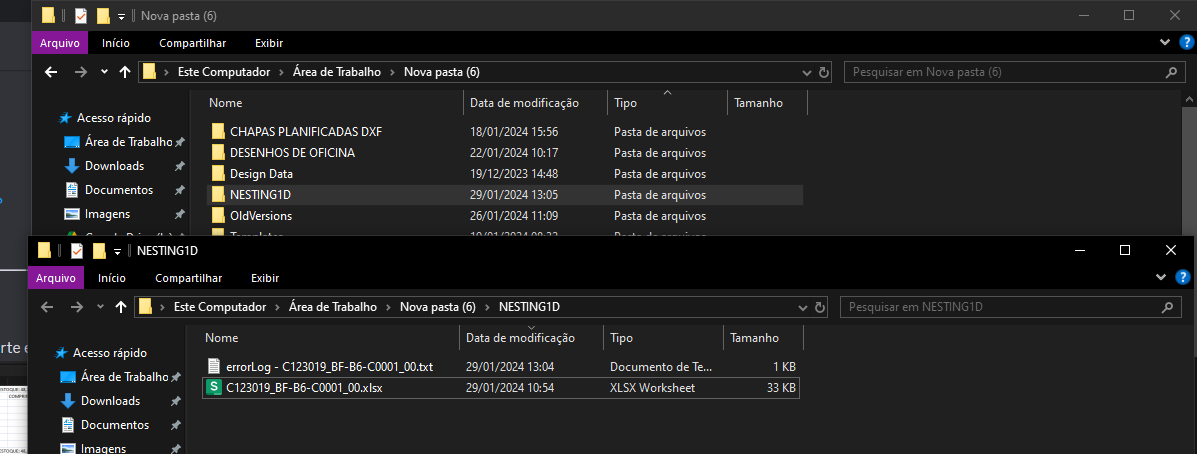 Nova pasta (6)
Arquivo Início Compartilhar Exibir
Este Computador Área de Trabalho Nova pasta (6) Pesquisar em Nova pasta (6)
Nome Data de modificação Tipo Tamanho
Acesso rápido
Área de Trabalho
Downloads
Documentos
Imagens
CHAPAS PLANIFICADAS DXF 18/01/2024 15:56 Pasta de arquivos
DESENHOS DE OFICINA 22/01/2024 10:17 Pasta de arquivos
Design Data 19/12/2023 14:48 Pasta de arquivos
NESTING1D 29/01/2024 13:05 Pasta de arquivos
OldVersions 26/01/2024 11:09 Pasta de arquivos
NESTING1D
Arquivo Início Compartilhar Exibir
Este Computador Área de Trabalho Nova pasta (6) NESTING1D Pesquisar em NESTING1D
Nome Data de modificação Tipo Tamanho
Acesso rápido
Área de Trabalho
Downloads
Documentos
Imagens
errorLog - C123019_BF-B6-C0001_00.txt 29/01/2024 13:04 Documento de Te... 1 KB
C123019_BF-B6-C0001_00.xlsx 29/01/2024 10:54 XLSX Worksheet 33 KB